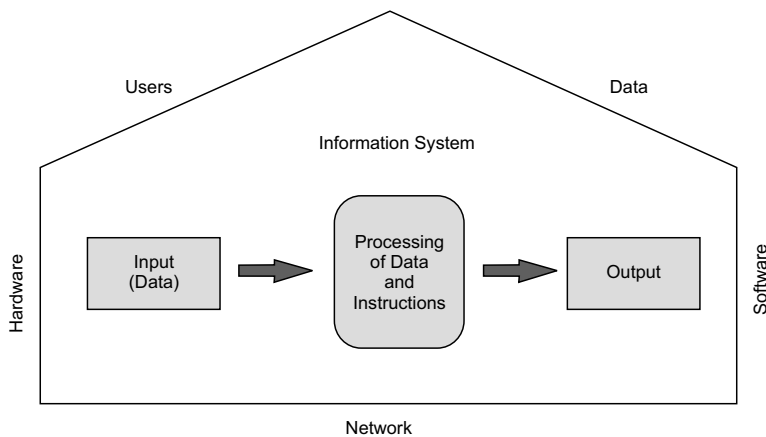 Users
Data
Information System
Hardware
Input
(Data)
Processing
of Data
and
Instructions
Output
Software
Network